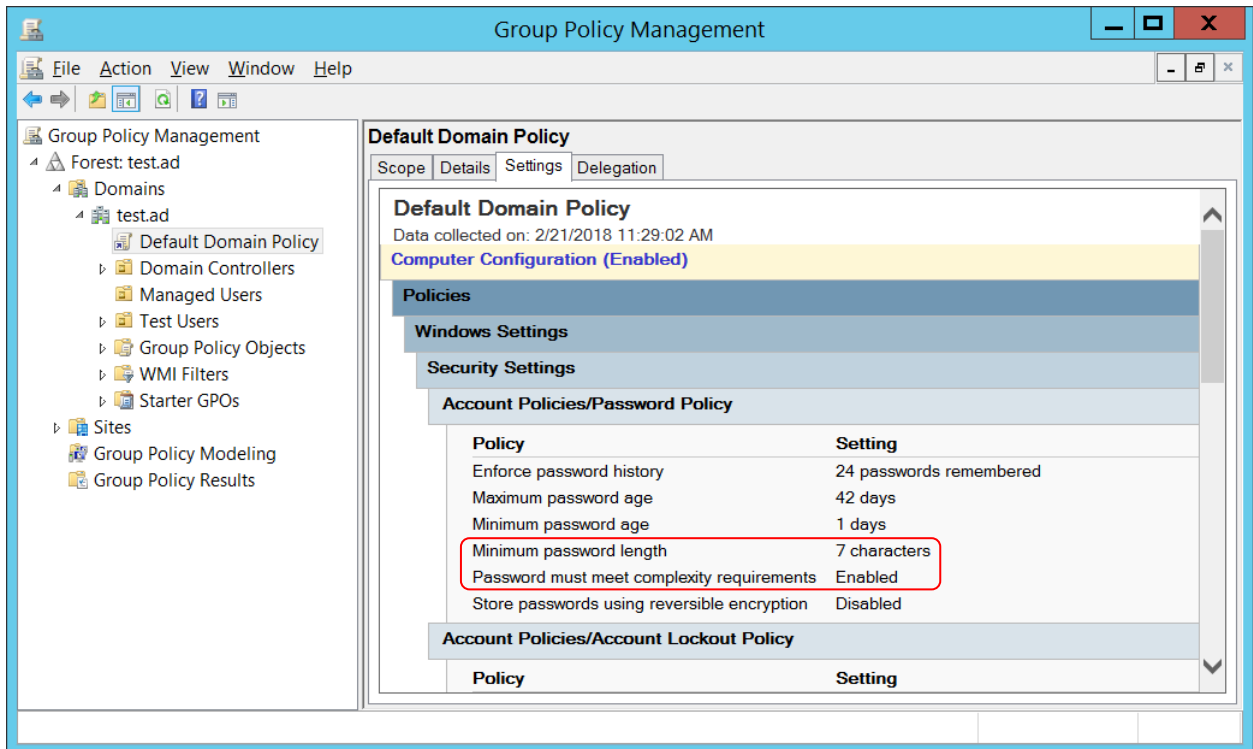 Group Policy Management
File Action View Window Help
Group Policy Management
Forest: test.ad
Domains
test.ad
Default Domain Policy
Domain Controllers
Managed Users
Test Users
Group Policy Objects
WMI Filters
Starter GPOs
Sites
Group Policy Modeling
Group Policy Results
Default Domain Policy
Scope Details Settings Delegation
Default Domain Policy
Data collected on: 2/21/2018 11:29:02 AM
Computer Configuration (Enabled)
Policies
Windows Settings
Security Settings
Account Policies/Password Policy
Policy Setting
Enforce password history 24 passwords remembered
Maximum password age 42 days
Minimum password age 1 days
Minimum password length 7 characters
Password must meet complexity requirements Enabled
Store passwords using reversible encryption Disabled
Account Policies/Account Lockout Policy
Policy Setting